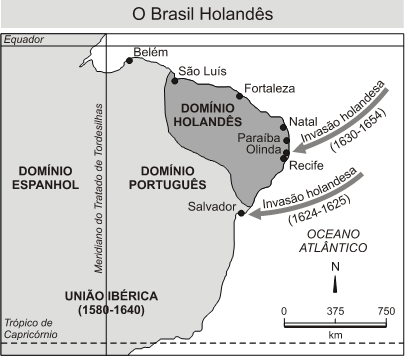 O Brasil Holandês
Equador
Belém
São Luís
Fortaleza
DOMÍNIO
HOLANDÊS
Natal
Paraíba
Olinda
Recife
Invasão holandesa
(1630-1654)
Meridiano do Tratado de Tordesilhas
DOMÍNIO
ESPANHOL
DOMÍNIO
PORTUGUÊS
Salvador
Invasão holandesa
(1624-1625)
OCEANO
ATLÂNTICO
N
UNIÃO IBÉRICA
(1580-1640)
0 375 750
km
Trópico de
Capricórnio